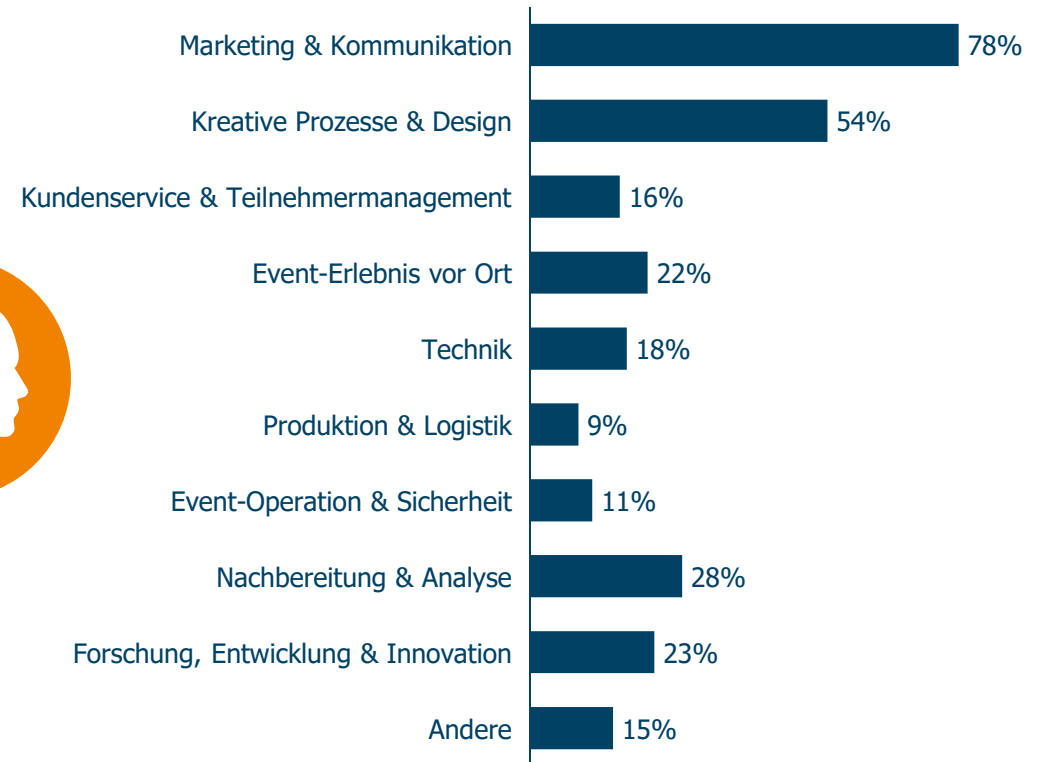 Marketing & Kommunikation 78%
Kreative Prozesse & Design 54%
Kundenservice & Teilnehmermanagement 16%
Event-Erlebnis vor Ort 22%
Technik 18%
Produktion & Logistik 9%
Event-Operation & Sicherheit 11%
Nachbereitung & Analyse 28%
Forschung, Entwicklung & Innovation 23%
Andere 15%